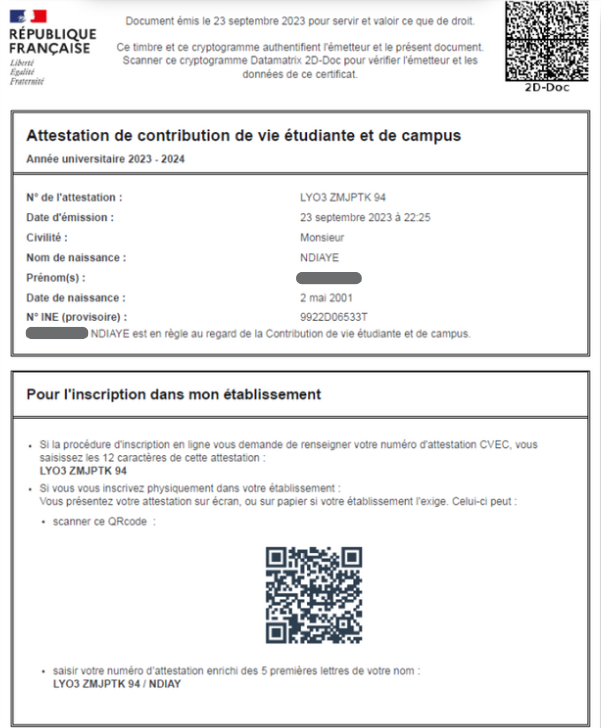 RÉPUBLIQUE
FRANÇAISE
Liberté
Égalité
Fraternité
Document émis le 23 septembre 2023 pour servir et valoir ce que de droit.
Ce timbre et ce cryptogramme authentifient l'émetteur et le présent document.
Scanner ce cryptogramme Datamatrix 2D-Doc pour vérifier l'émetteur et les
données de ce certificat.
2D-Doc
Attestation de contribution de vie étudiante et de campus
Année universitaire 2023 - 2024
N° de l'attestation : LYO3 ZMJPTK 94
Date d'émission : 23 septembre 2023 à 22:25
Civilité : Monsieur
Nom de naissance : NDIAYE
Prénom(s) :
Date de naissance : 2 mai 2001
N° INE (provisoire) : 9922D06533T
NDIAYE est en règle au regard de la Contribution de vie étudiante et de campus.
Pour l'inscription dans mon établissement
• Si la procédure d'inscription en ligne vous demande de renseigner votre numéro d'attestation CVEC, vous
saisissez les 12 caractères de cette attestation :
LYO3 ZMJPTK 94
• Si vous vous inscrivez physiquement dans votre établissement :
Vous présentez votre attestation sur écran, ou sur papier si votre établissement l'exige. Celui-ci peut :
• scanner ce QRcode :
• saisir votre numéro d'attestation enrichi des 5 premières lettres de votre nom :
LYO3 ZMJPTK 94 / NDIAY